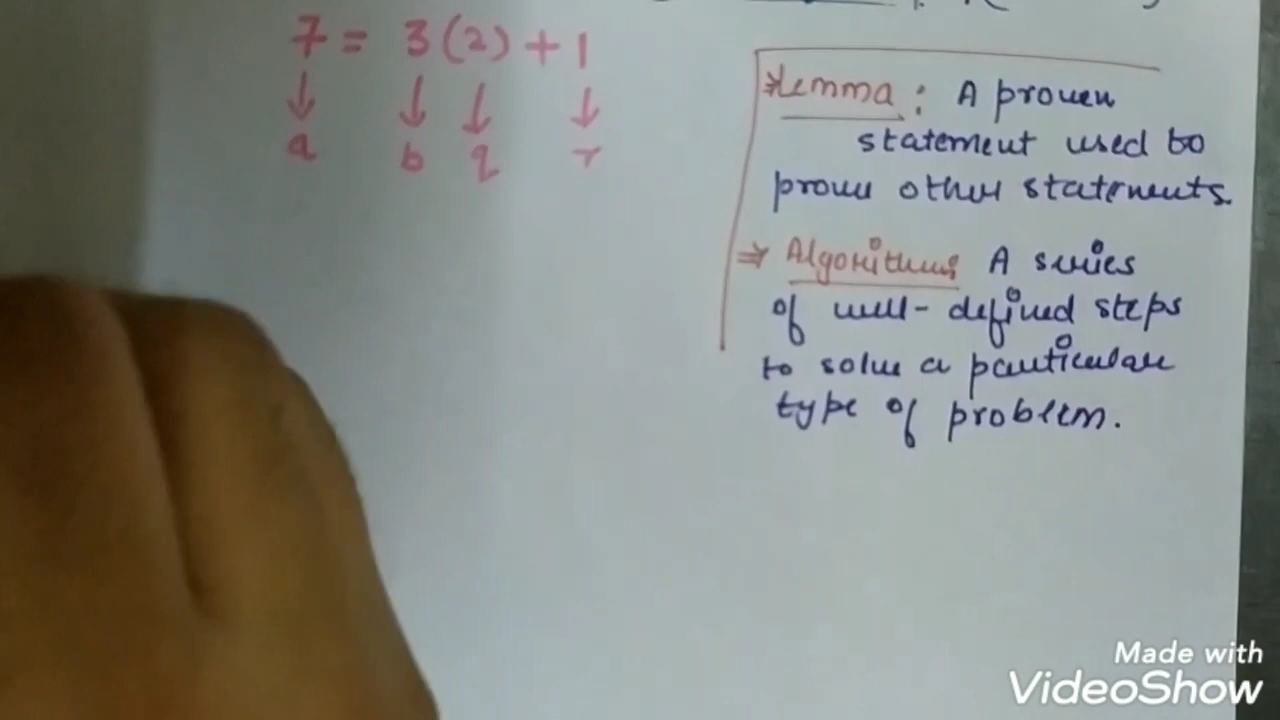 7 = 3(2) + 1
↓ ↓ ↓ ↓
a b q r
⇒ Lemma : A proven
statement used to
prove other statements.
⇒ Algorithm: A series
of well-defined steps
to solve a particular
type of problem.
Made with
VideoShow